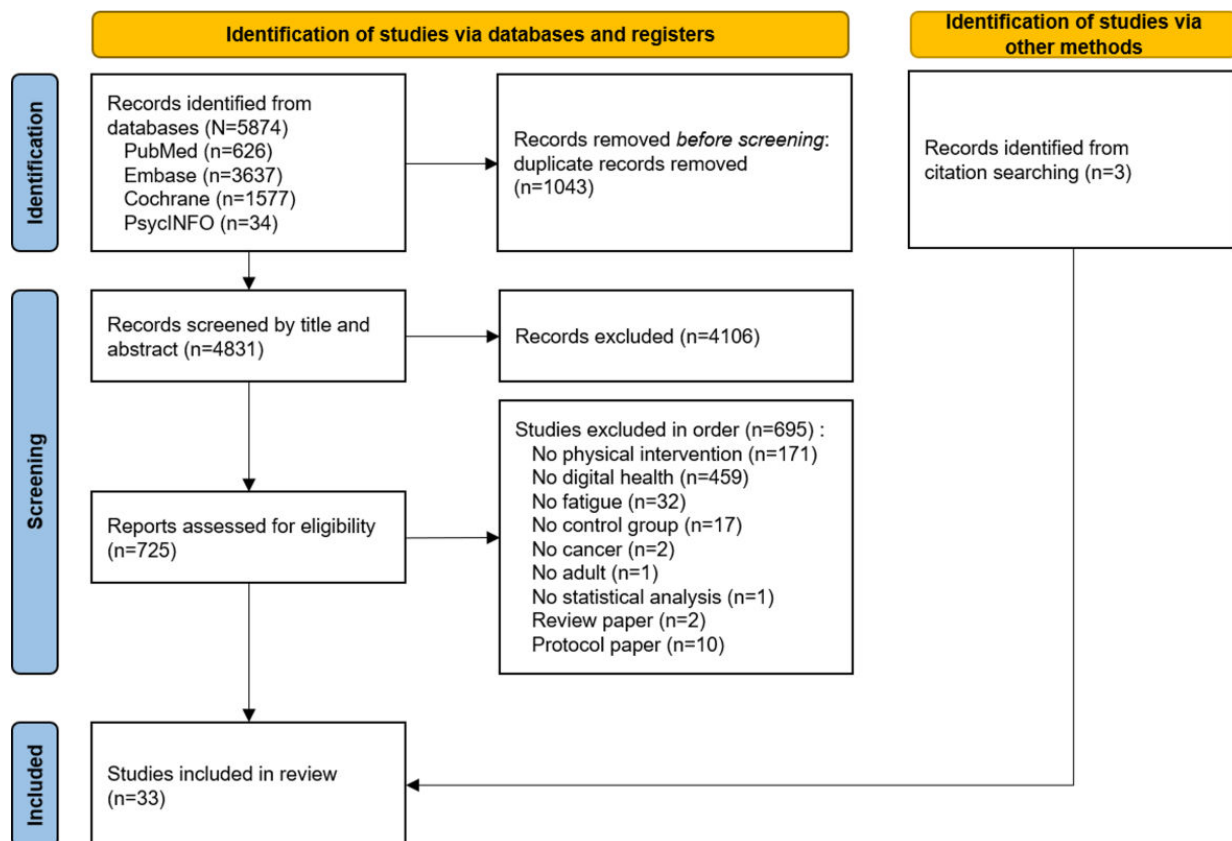 Identification of studies via databases and registers
Identification of studies via
other methods
Identification
Records identified from
databases (N=5874)
PubMed (n=626)
Embase (n=3637)
Cochrane (n=1577)
PsycINFO (n=34)
Records removed before screening:
duplicate records removed
(n=1043)
Records identified from
citation searching (n=3)
Screening
Records screened by title and
abstract (n=4831)
Records excluded (n=4106)
Reports assessed for eligibility
(n=725)
Studies excluded in order (n=695) :
No physical intervention (n=171)
No digital health (n=459)
No fatigue (n=32)
No control group (n=17)
No cancer (n=2)
No adult (n=1)
No statistical analysis (n=1)
Review paper (n=2)
Protocol paper (n=10)
Included
Studies included in review
(n=33)